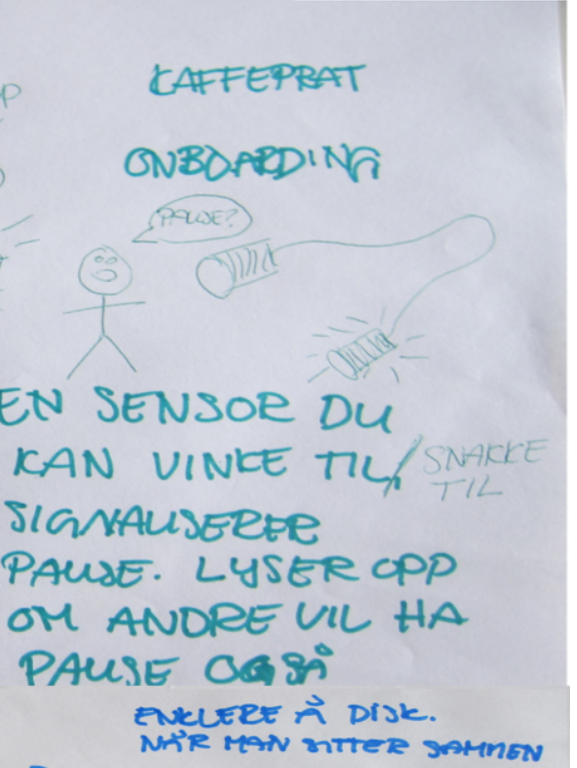 KAFFEPRAT
ONBOARDING
PAUSE?
EN SENSOR DU
KAN VINKE TIL/ SNAKKE
TIL
SIGNALISERER
PAUSE. LYSER OPP
OM ANDRE VIL HA
PAUSE OGSÅ
ENKLERE Å DISK.
NÅR MAN SITTER SAMMEN